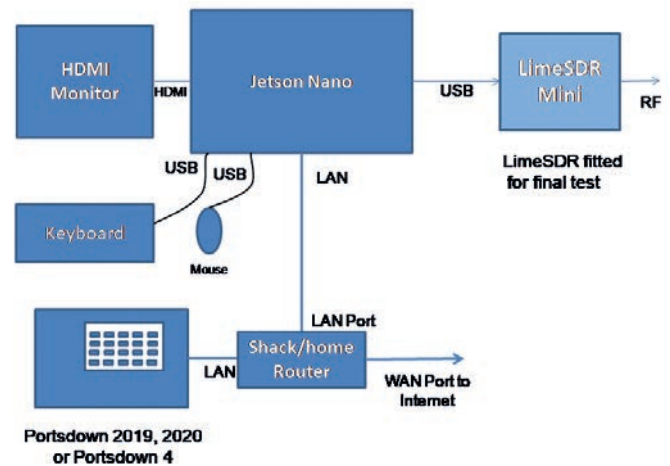 HDMI
Monitor
HDMI
Jetson Nano
USB
LimeSDR
Mini
RF
LimeSDR fitted
for final test
USB
USB
LAN
Keyboard
Mouse
LAN Port
Shack/home
Router
LAN
WAN Port to
Internet
Portsdown 2019, 2020
or Portsdown 4